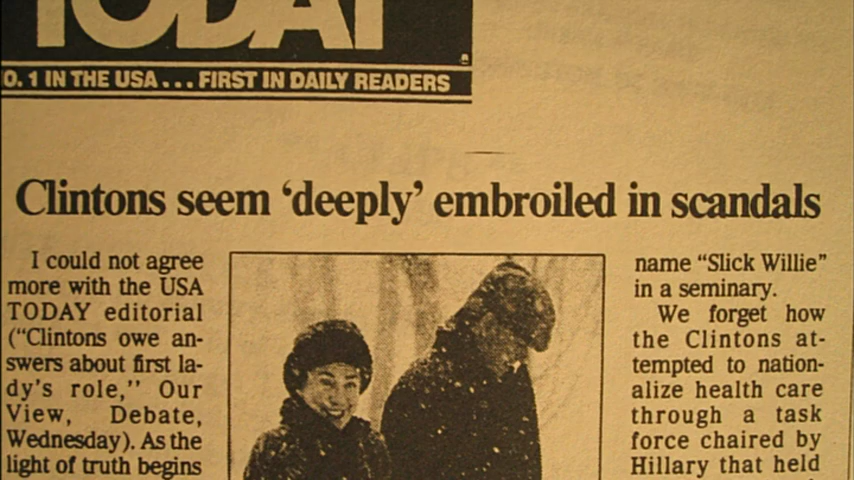 TODAY
O. 1 IN THE USA... FIRST IN DAILY READERS
Clintons seem ‘deeply’ embroiled in scandals
I could not agree
more with the USA
TODAY editorial
(“Clintons owe an-
swers about first la-
dy’s role,” Our
View, Debate,
Wednesday). As the
light of truth begins
name “Slick Willie”
in a seminary.
We forget how
the Clintons at-
tempted to nation-
alize health care
through a task
force chaired by
Hillary that held